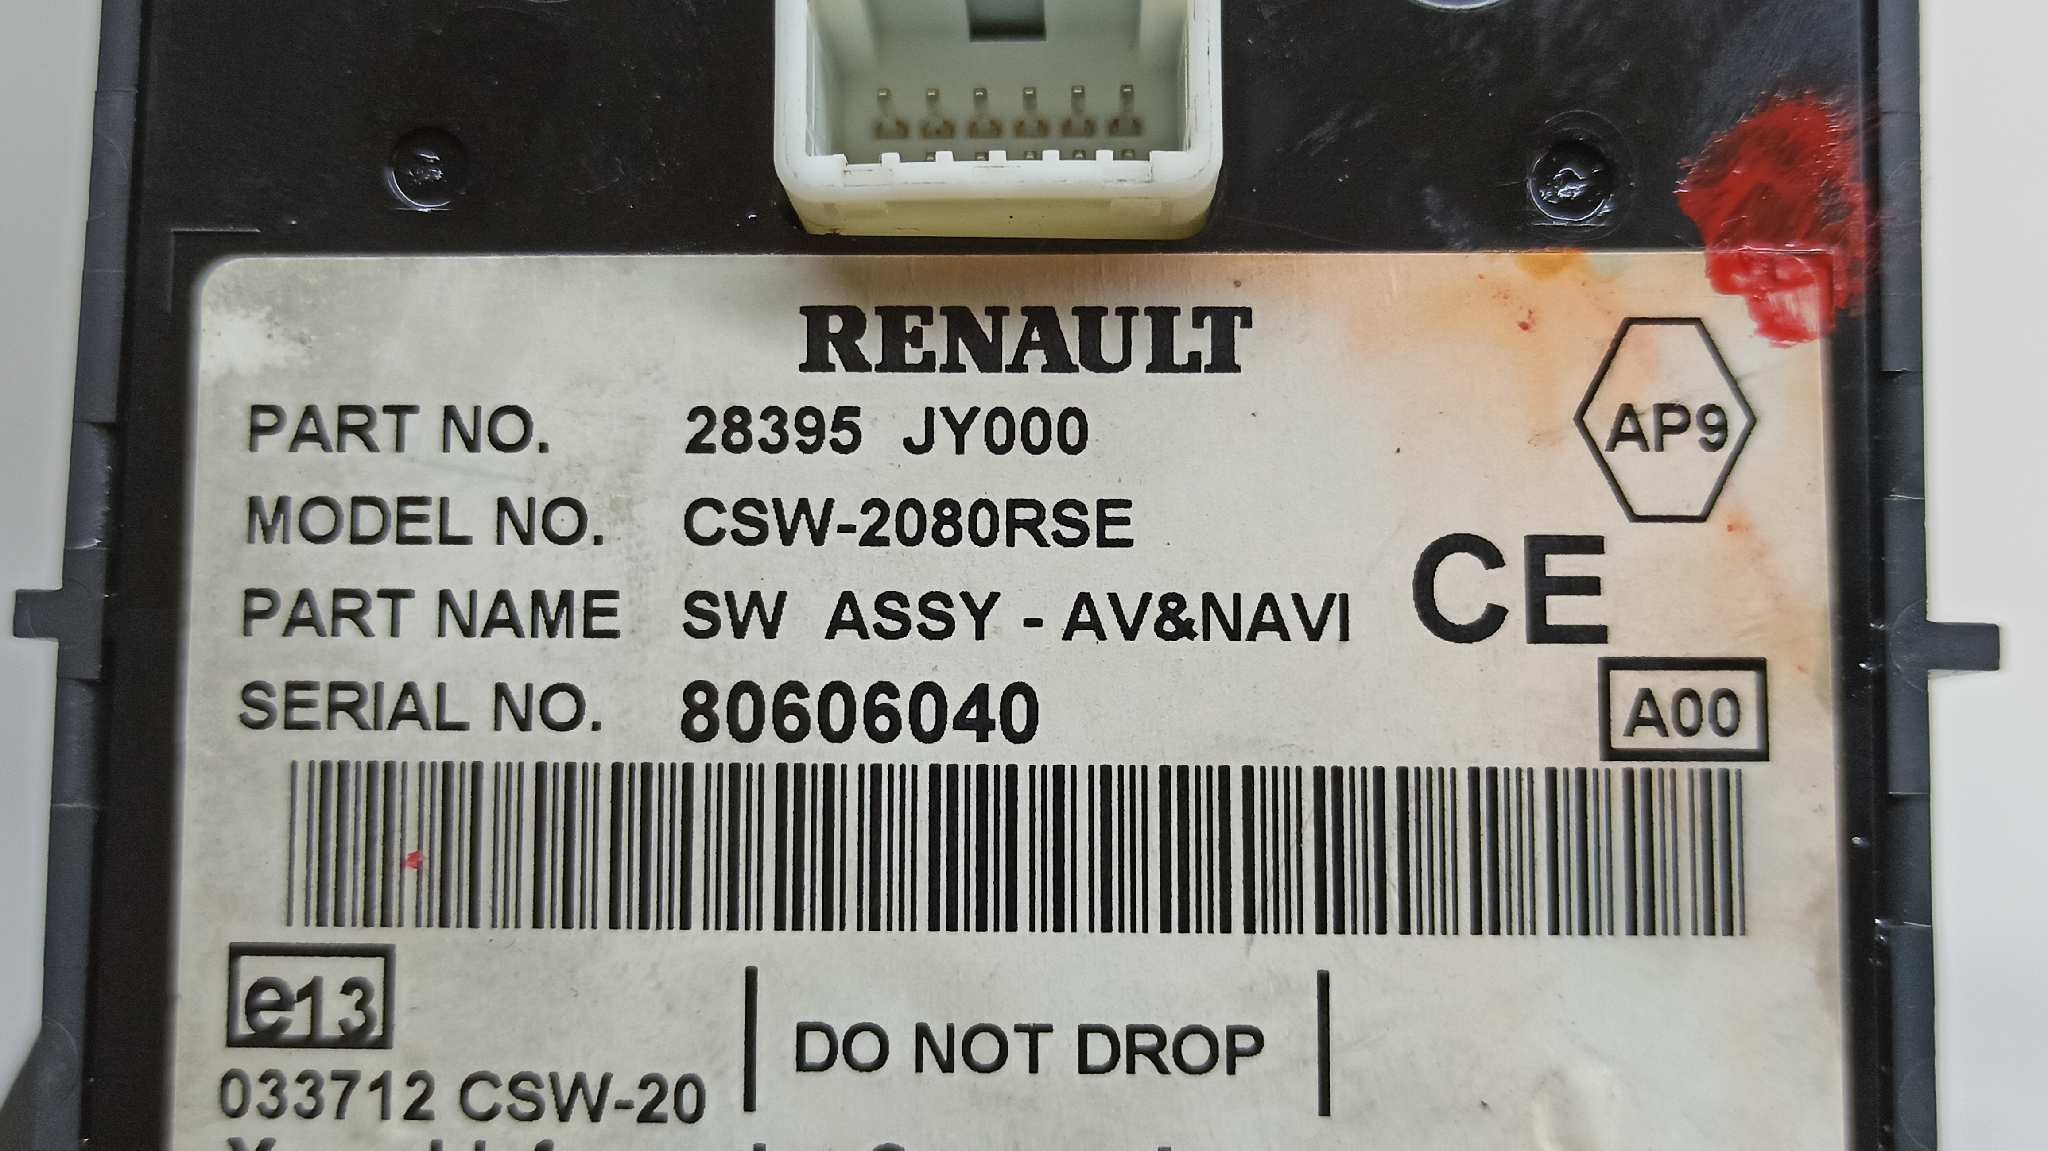 RENAULT
PART NO. 28395 JY000
AP9
MODEL NO. CSW-2080RSE
CE
PART NAME SW ASSY - AV&NAVI
SERIAL NO. 80606040
A00
e13
DO NOT DROP
033712 CSW-20